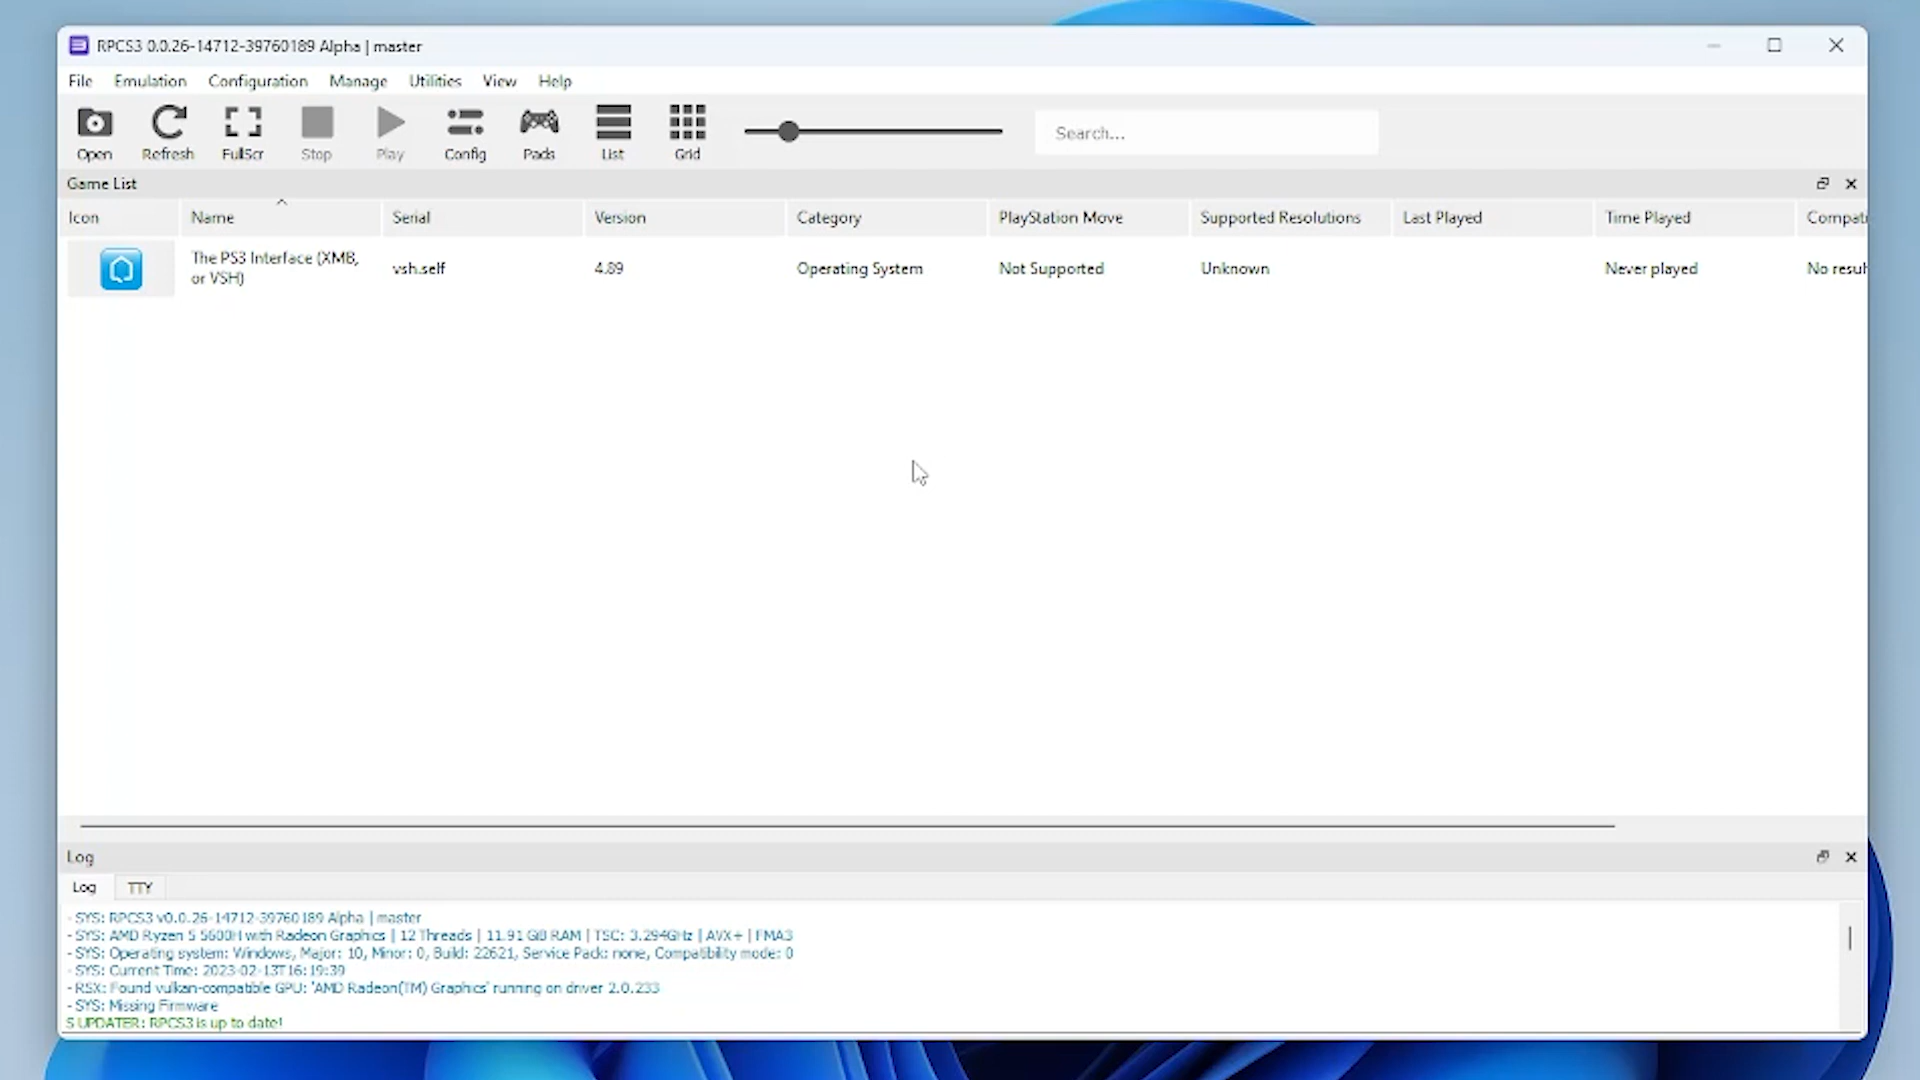 RPCS3 0.0.26-14712-39760189 Alpha | master
File Emulation Configuration Manage Utilities View Help
Open Refresh FullScr Stop Play Config Pads List Grid Search...
Game List
Icon Name Serial Version Category PlayStation Move Supported Resolutions Last Played Time Played Compat
The PS3 Interface (XMB,
or VSH) vsh.self 4.89 Operating System Not Supported Unknown Never played No resul
Log
Log TTY
- SYS: RPCS3 v0.0.26-14712-39760189 Alpha | master
- SYS: AMD Ryzen 5 5600H with Radeon Graphics | 12 Threads | 11.91 GiB RAM | TSC: 3.294GHz | AVX+ | FMA3
- SYS: Operating system: Windows, Major: 10, Minor: 0, Build: 22621, Service Pack: none, Compatibility mode: 0
- SYS: Current Time: 2023-02-13T16:19:39
- RSX: Found vulkan-compatible GPU: 'AMD Radeon(TM) Graphics' running on driver 2.0.233
- SYS: Missing Firmware
S UPDATER: RPCS3 is up to date!